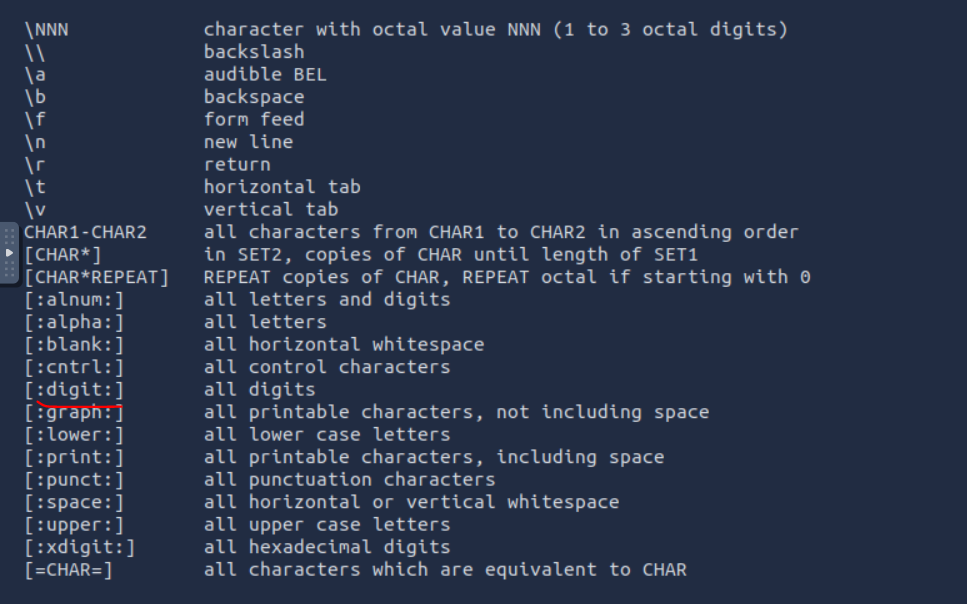 \NNN character with octal value NNN (1 to 3 octal digits)
\\ backslash
\a audible BEL
\b backspace
\f form feed
\n new line
\r return
\t horizontal tab
\v vertical tab
CHAR1-CHAR2 all characters from CHAR1 to CHAR2 in ascending order
[CHAR*] in SET2, copies of CHAR until length of SET1
[CHAR*REPEAT] REPEAT copies of CHAR, REPEAT octal if starting with 0
[:alnum:] all letters and digits
[:alpha:] all letters
[:blank:] all horizontal whitespace
[:cntrl:] all control characters
[:digit:] all digits
[:graph:] all printable characters, not including space
[:lower:] all lower case letters
[:print:] all printable characters, including space
[:punct:] all punctuation characters
[:space:] all horizontal or vertical whitespace
[:upper:] all upper case letters
[:xdigit:] all hexadecimal digits
[=CHAR=] all characters which are equivalent to CHAR